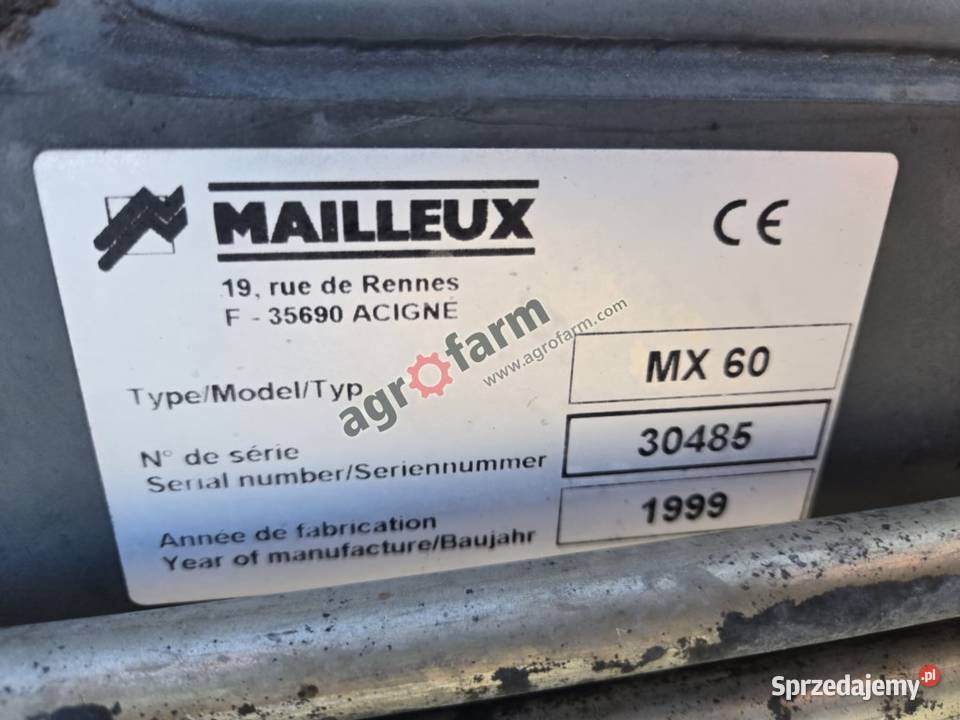 MAILLEUX
CE
19, rue de Rennes
F - 35690 ACIGNÉ
agrofarm
www.agrofarm.com
Type/Model/Typ
MX 60
N° de série
Serial number/Seriennummer
30485
Année de fabrication
Year of manufacture/Baujahr
1999
Sprzedajemy.pl